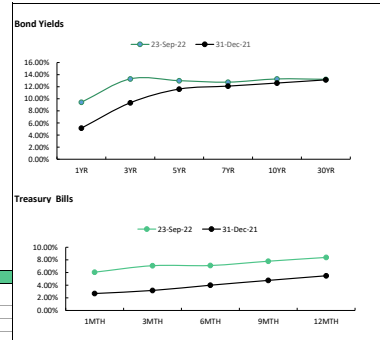 Bond Yields
23-Sep-22 31-Dec-21
16.00%
14.00%
12.00%
10.00%
8.00%
6.00%
4.00%
2.00%
0.00%
1YR 3YR 5YR 7YR 10YR 30YR
Treasury Bills
23-Sep-22 31-Dec-21
10.00%
8.00%
6.00%
4.00%
2.00%
0.00%
1MTH 3MTH 6MTH 9MTH 12MTH